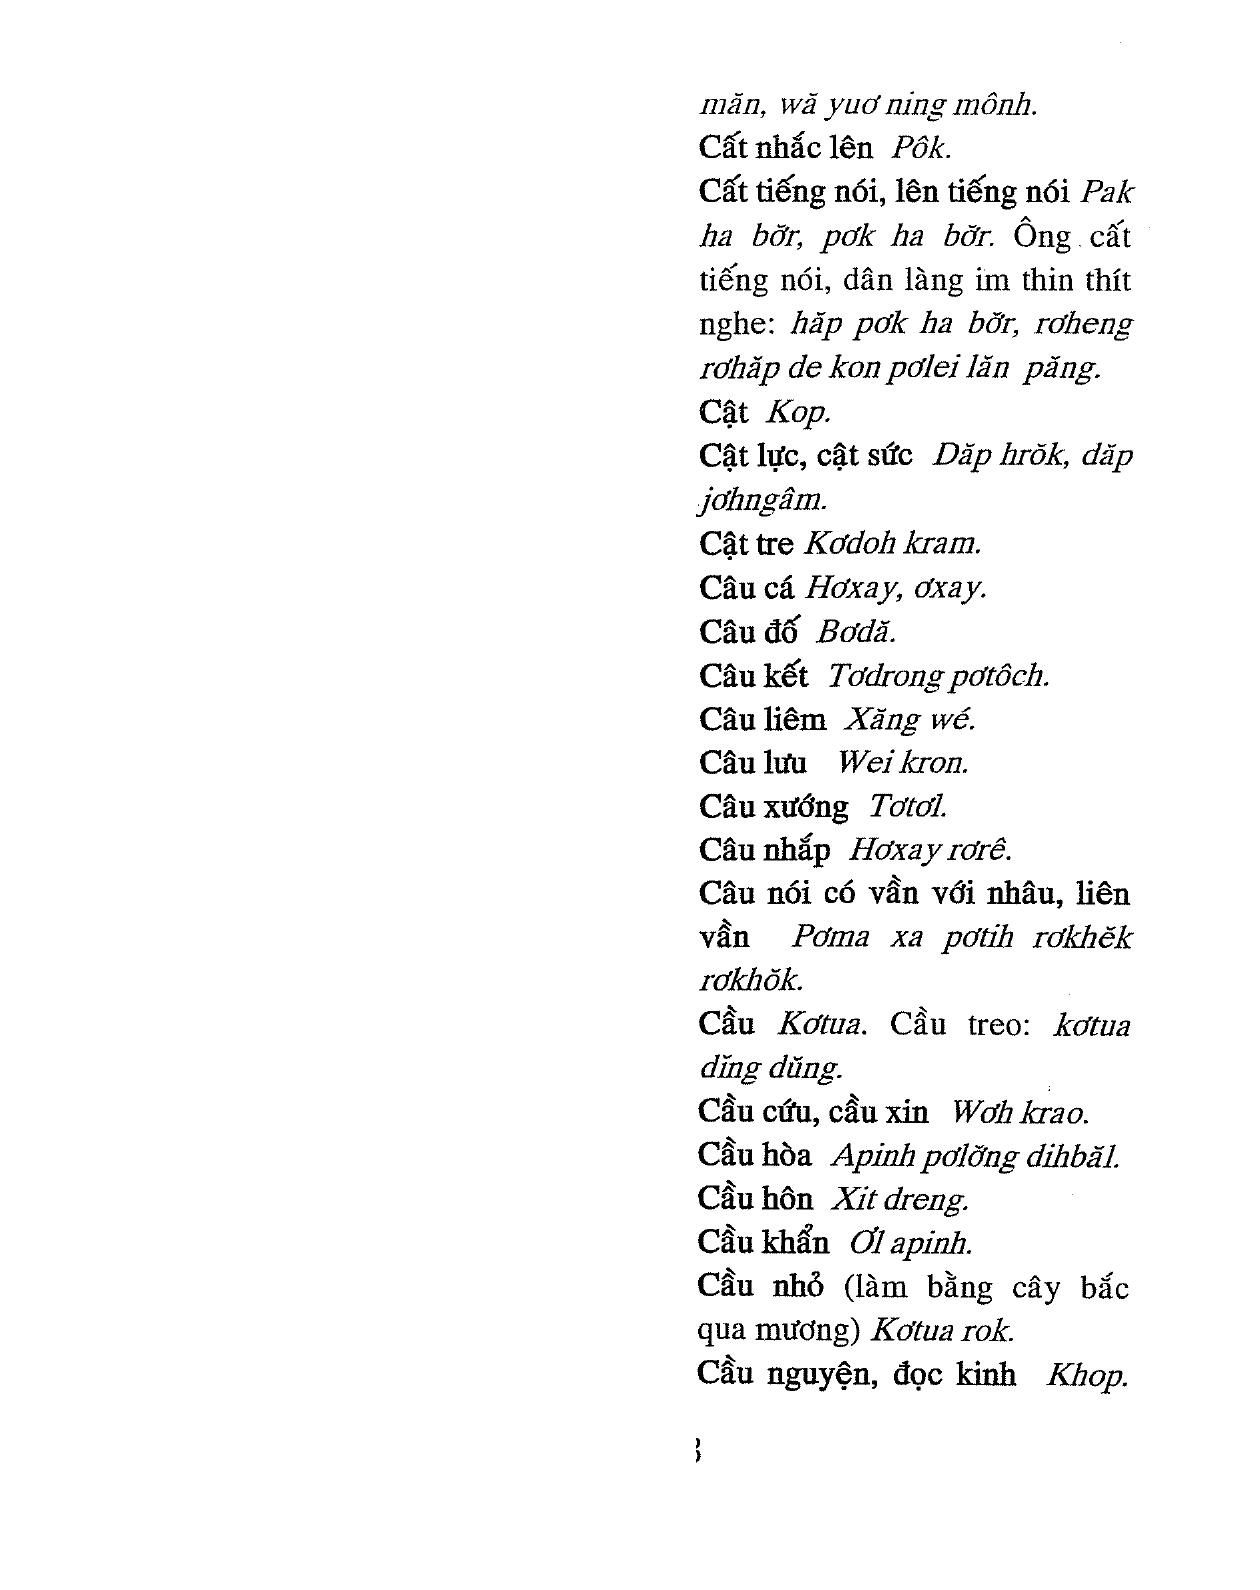 măn, wă yuơ ning mônh.
Cất nhắc lên Pôk.
Cất tiếng nói, lên tiếng nói Pak
ha bơ̆r, pơk ha bơ̆r. Ông cất
tiếng nói, dân làng im thin thít
nghe: hăp pơk ha bơ̆r, rơheng
rơhăp de kon pơlei lăn păng.
Cật Kop.
Cật lực, cật sức Dăp hrŏk, dăp
jơhngâm.
Cật tre Kơdoh kram.
Câu cá Hơxay, ơxay.
Câu đố Bơdă.
Câu kết Tơdrong pơtôch.
Câu liêm Xăng wé.
Câu lưu Wei kron.
Câu xướng Tơtơl.
Câu nhắp Hơxay rơrê.
Câu nói có vần với nhâu, liên
vần Pơma xa pơtih rơkhĕk
rơkhŏk.
Cầu Kơtua. Cầu treo: kơtua
dĭng dŭng.
Cầu cứu, cầu xin Wơh krao.
Cầu hòa Apinh pơlơ̆ng dihbăl.
Cầu hôn Xit dreng.
Cầu khẩn Ơl apinh.
Cầu nhỏ (làm bằng cây bắc
qua mương) Kơtua rok.
Cầu nguyện, đọc kinh Khop.